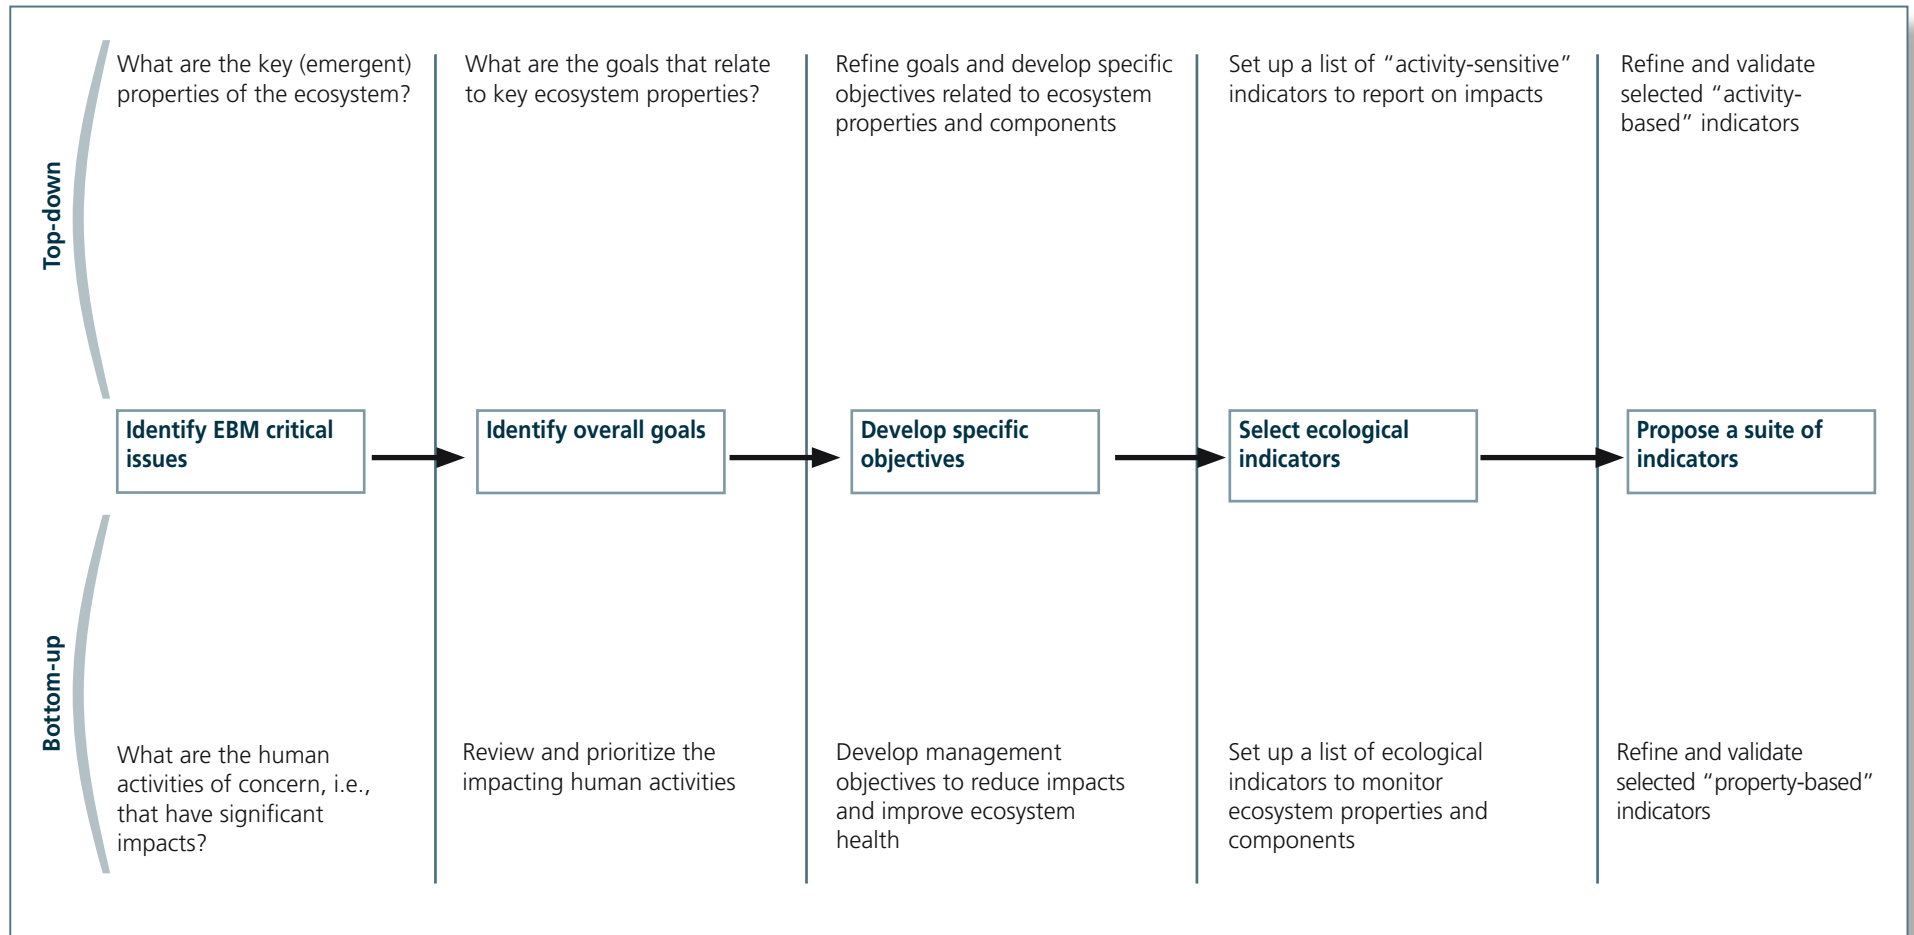 Top-down
What are the key (emergent)
properties of the ecosystem?
What are the goals that relate
to key ecosystem properties?
Refine goals and develop specific
objectives related to ecosystem
properties and components
Set up a list of “activity-sensitive”
indicators to report on impacts
Refine and validate
selected “activity-
based” indicators
Identify EBM critical
issues
Identify overall goals
Develop specific
objectives
Select ecological
indicators
Propose a suite of
indicators
Bottom-up
What are the human
activities of concern, i.e.,
that have significant
impacts?
Review and prioritize the
impacting human activities
Develop management
objectives to reduce impacts
and improve ecosystem
health
Set up a list of ecological
indicators to monitor
ecosystem properties and
components
Refine and validate
selected “property-based”
indicators